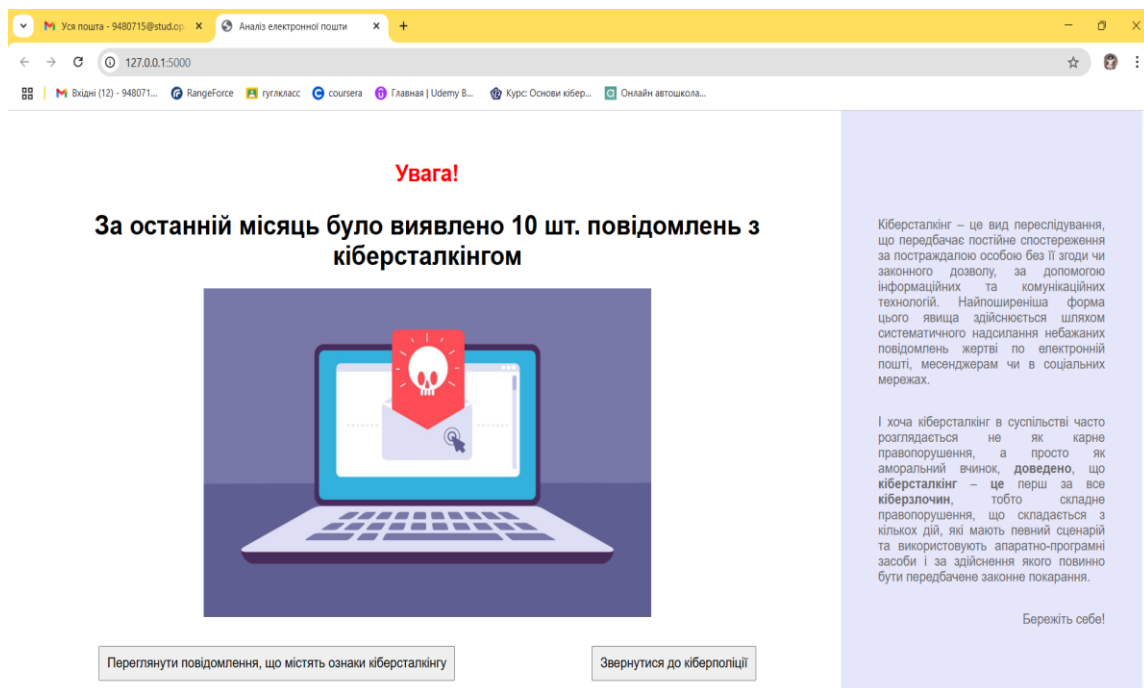 Уся пошта - 9480715@stud.op
Аналіз електронної пошти
127.0.0.1:5000
Вхідні (12) - 948071...
RangeForce
гуглкласс
coursera
Главная | Udemy B...
Курс: Основи кібер...
Онлайн автошкола...
Увага!
За останній місяць було виявлено 10 шт. повідомлень з
кіберсталкінгом
Переглянути повідомлення, що містять ознаки кіберсталкінгу
Звернутися до кіберполіції
Кіберсталкінг – це вид переслідування,
що передбачає постійне спостереження
за постраждалою особою без її згоди чи
законного дозволу, за допомогою
інформаційних та комунікаційних
технологій. Найпоширеніша форма
цього явища здійснюється шляхом
систематичного надсилання небажаних
повідомлень жертві по електронній
пошті, месенджерам чи в соціальних
мережах.
І хоча кіберсталкінг в суспільстві часто
розглядається не як карне
правопорушення, а просто як
аморальний вчинок, доведено, що
кіберсталкінг – це перш за все
кіберзлочин, тобто складне
правопорушення, що складається з
кількох дій, які мають певний сценарій
та використовують апаратно-програмні
засоби і за здійснення якого повинно
бути передбачене законне покарання.
Бережіть себе!